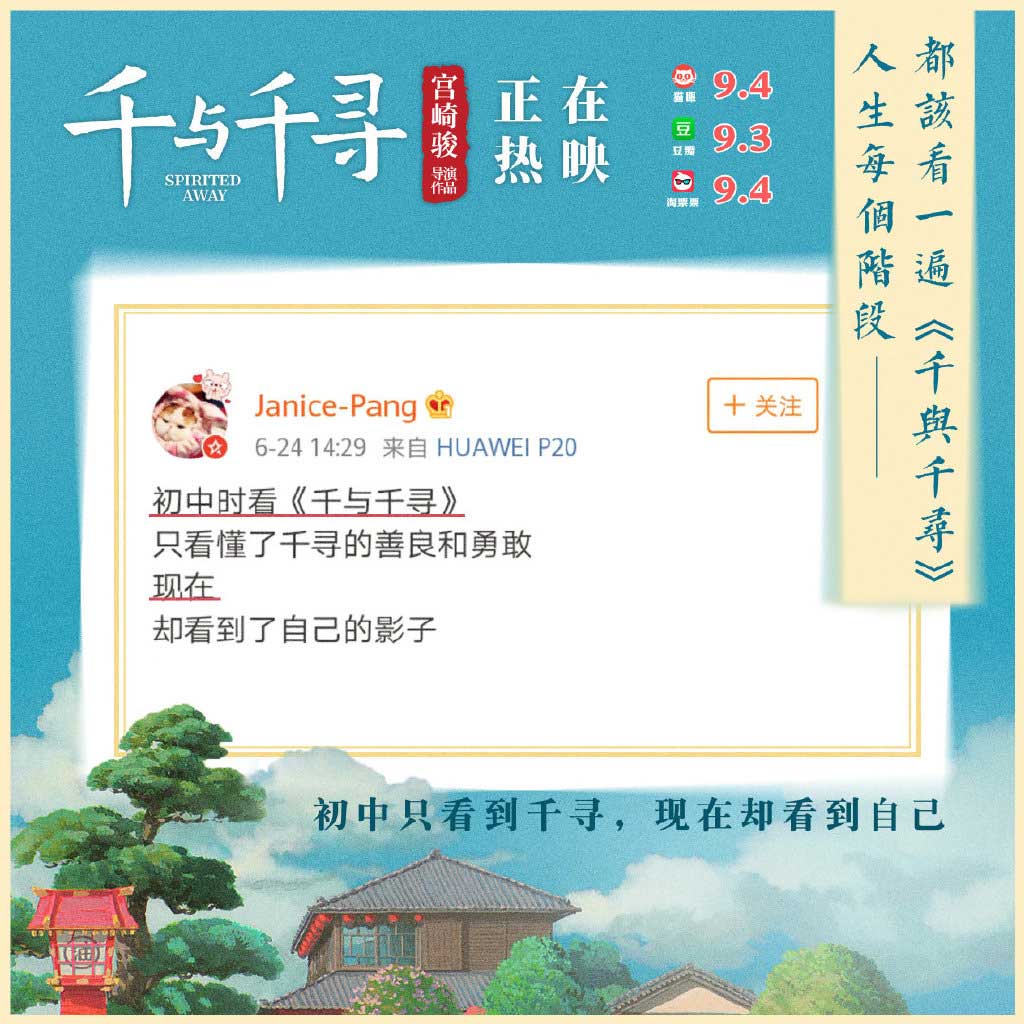 千与千寻
SPIRITED
AWAY
宫崎骏
导演
作品
正在
热映
猫眼
9.4
豆
豆瓣
9.3
淘票票
9.4
人生每個階段——
都該看一遍《千與千尋》
Janice-Pang
6-24 14:29 来自 HUAWEI P20
+ 关注
初中时看《千与千寻》
只看懂了千寻的善良和勇敢
现在
却看到了自己的影子
初中只看到千寻，现在却看到自己